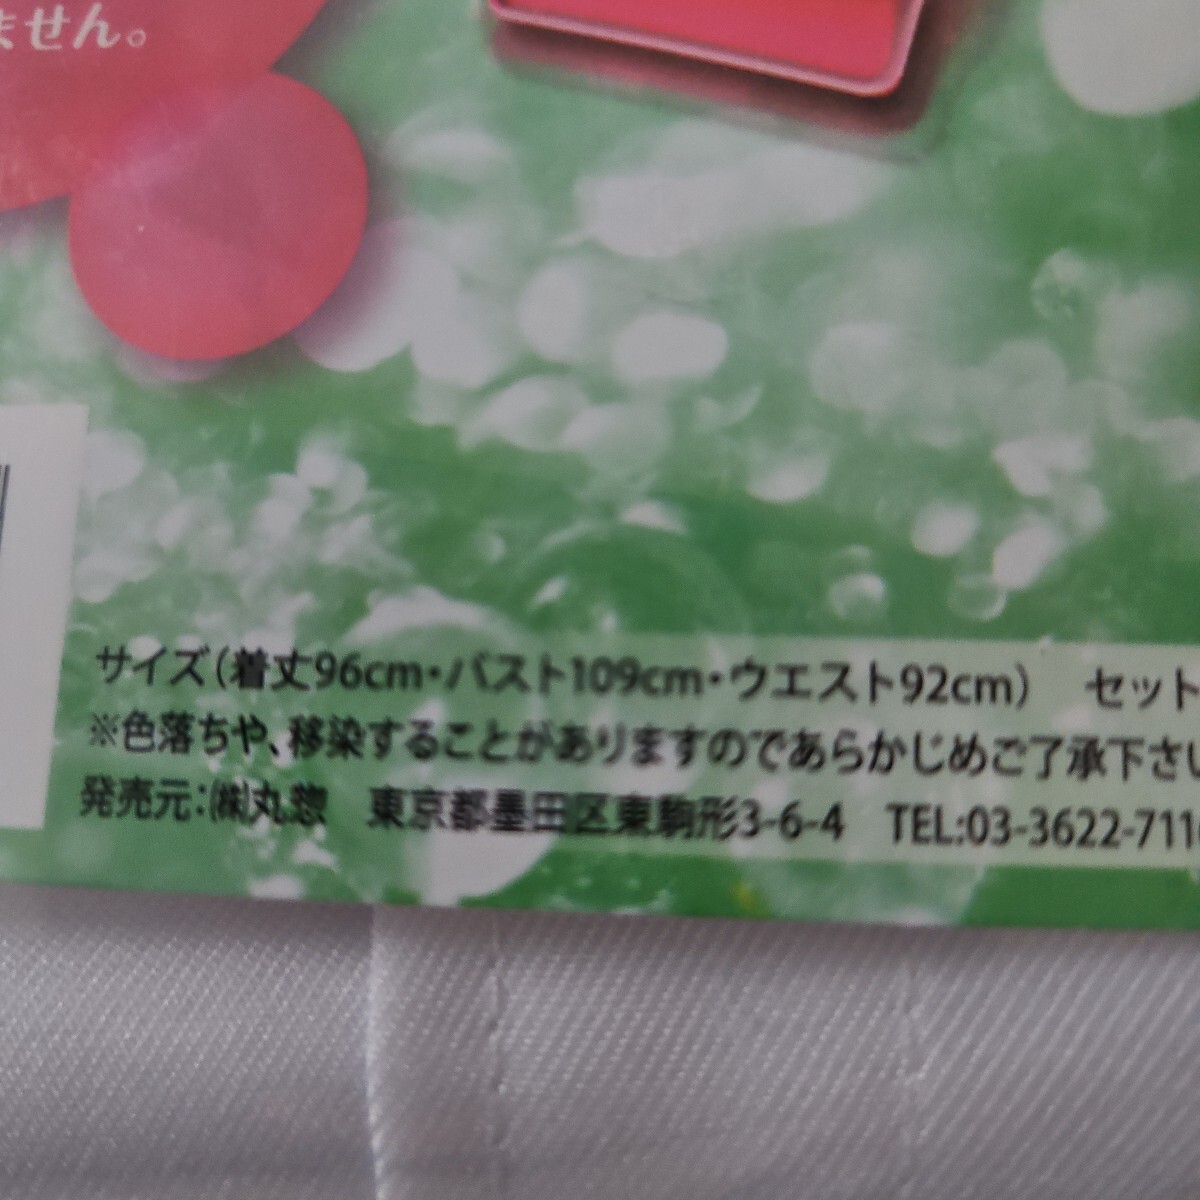 ません。
サイズ(着丈96cm・バスト109cm・ウエスト92cm) セット
※色落ちや、移染することがありますのであらかじめご了承下さい
発売元:㈱丸惣 東京都墨田区東駒形3-6-4 TEL:03-3622-711